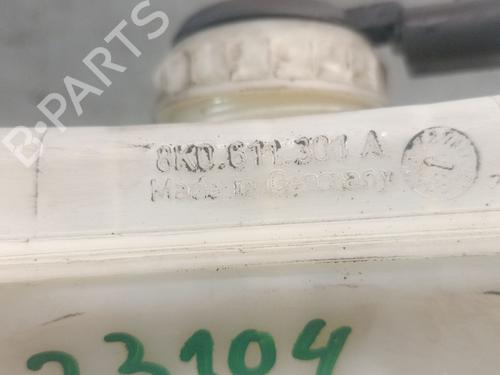 B-PARTS
8K0.611.301 A
Made in Germany
23104